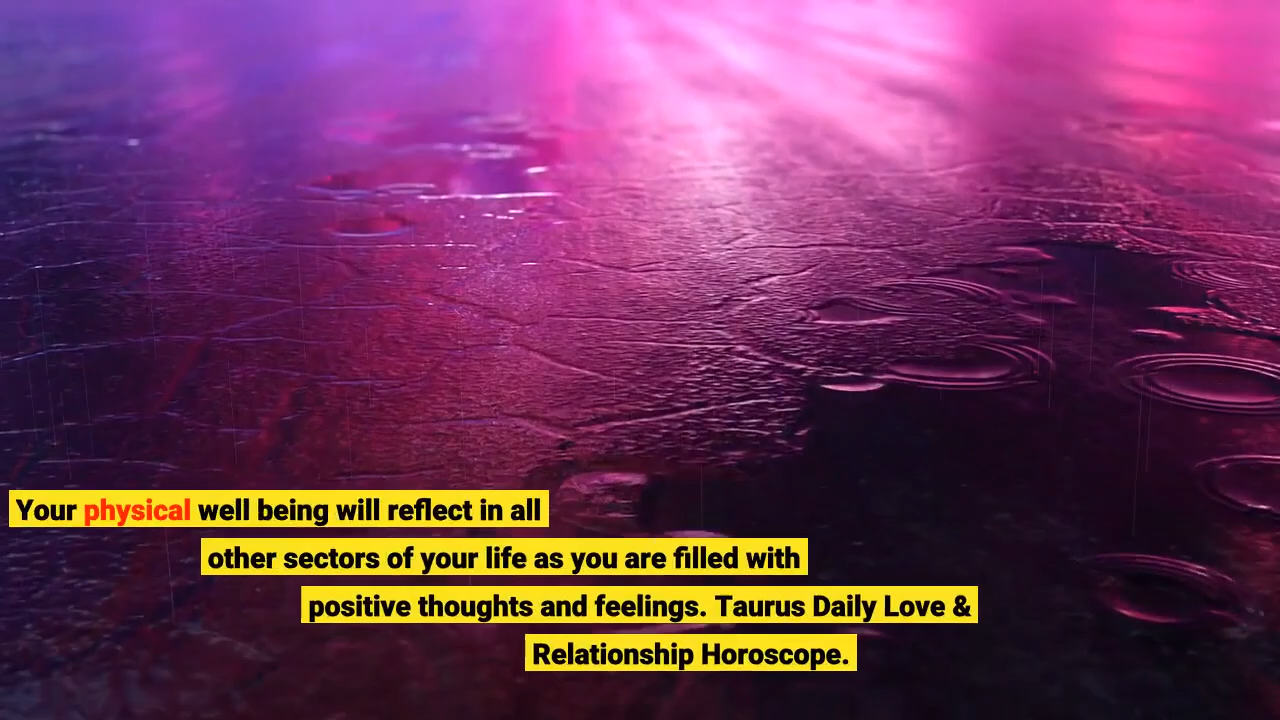 Your physical well being will reflect in all
other sectors of your life as you are filled with
positive thoughts and feelings. Taurus Daily Love &
Relationship Horoscope.